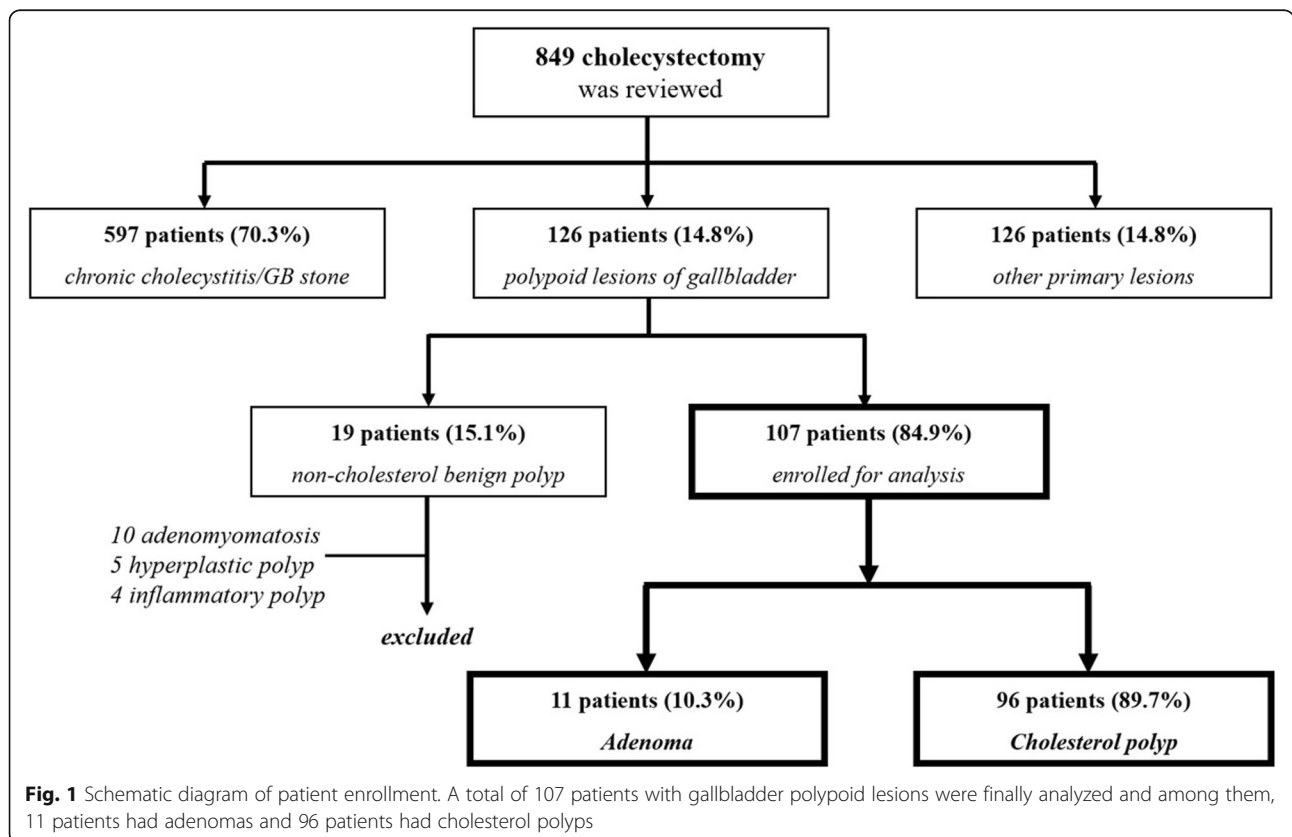 849 cholecystectomy
was reviewed
597 patients (70.3%)
chronic cholecystitis/GB stone
126 patients (14.8%)
polypoid lesions of gallbladder
126 patients (14.8%)
other primary lesions
19 patients (15.1%)
non-cholesterol benign polyp
107 patients (84.9%)
enrolled for analysis
10 adenomyomatosis
5 hyperplastic polyp
4 inflammatory polyp
excluded
11 patients (10.3%)
Adenoma
96 patients (89.7%)
Cholesterol polyp
Fig. 1 Schematic diagram of patient enrollment. A total of 107 patients with gallbladder polypoid lesions were finally analyzed and among them,
11 patients had adenomas and 96 patients had cholesterol polyps